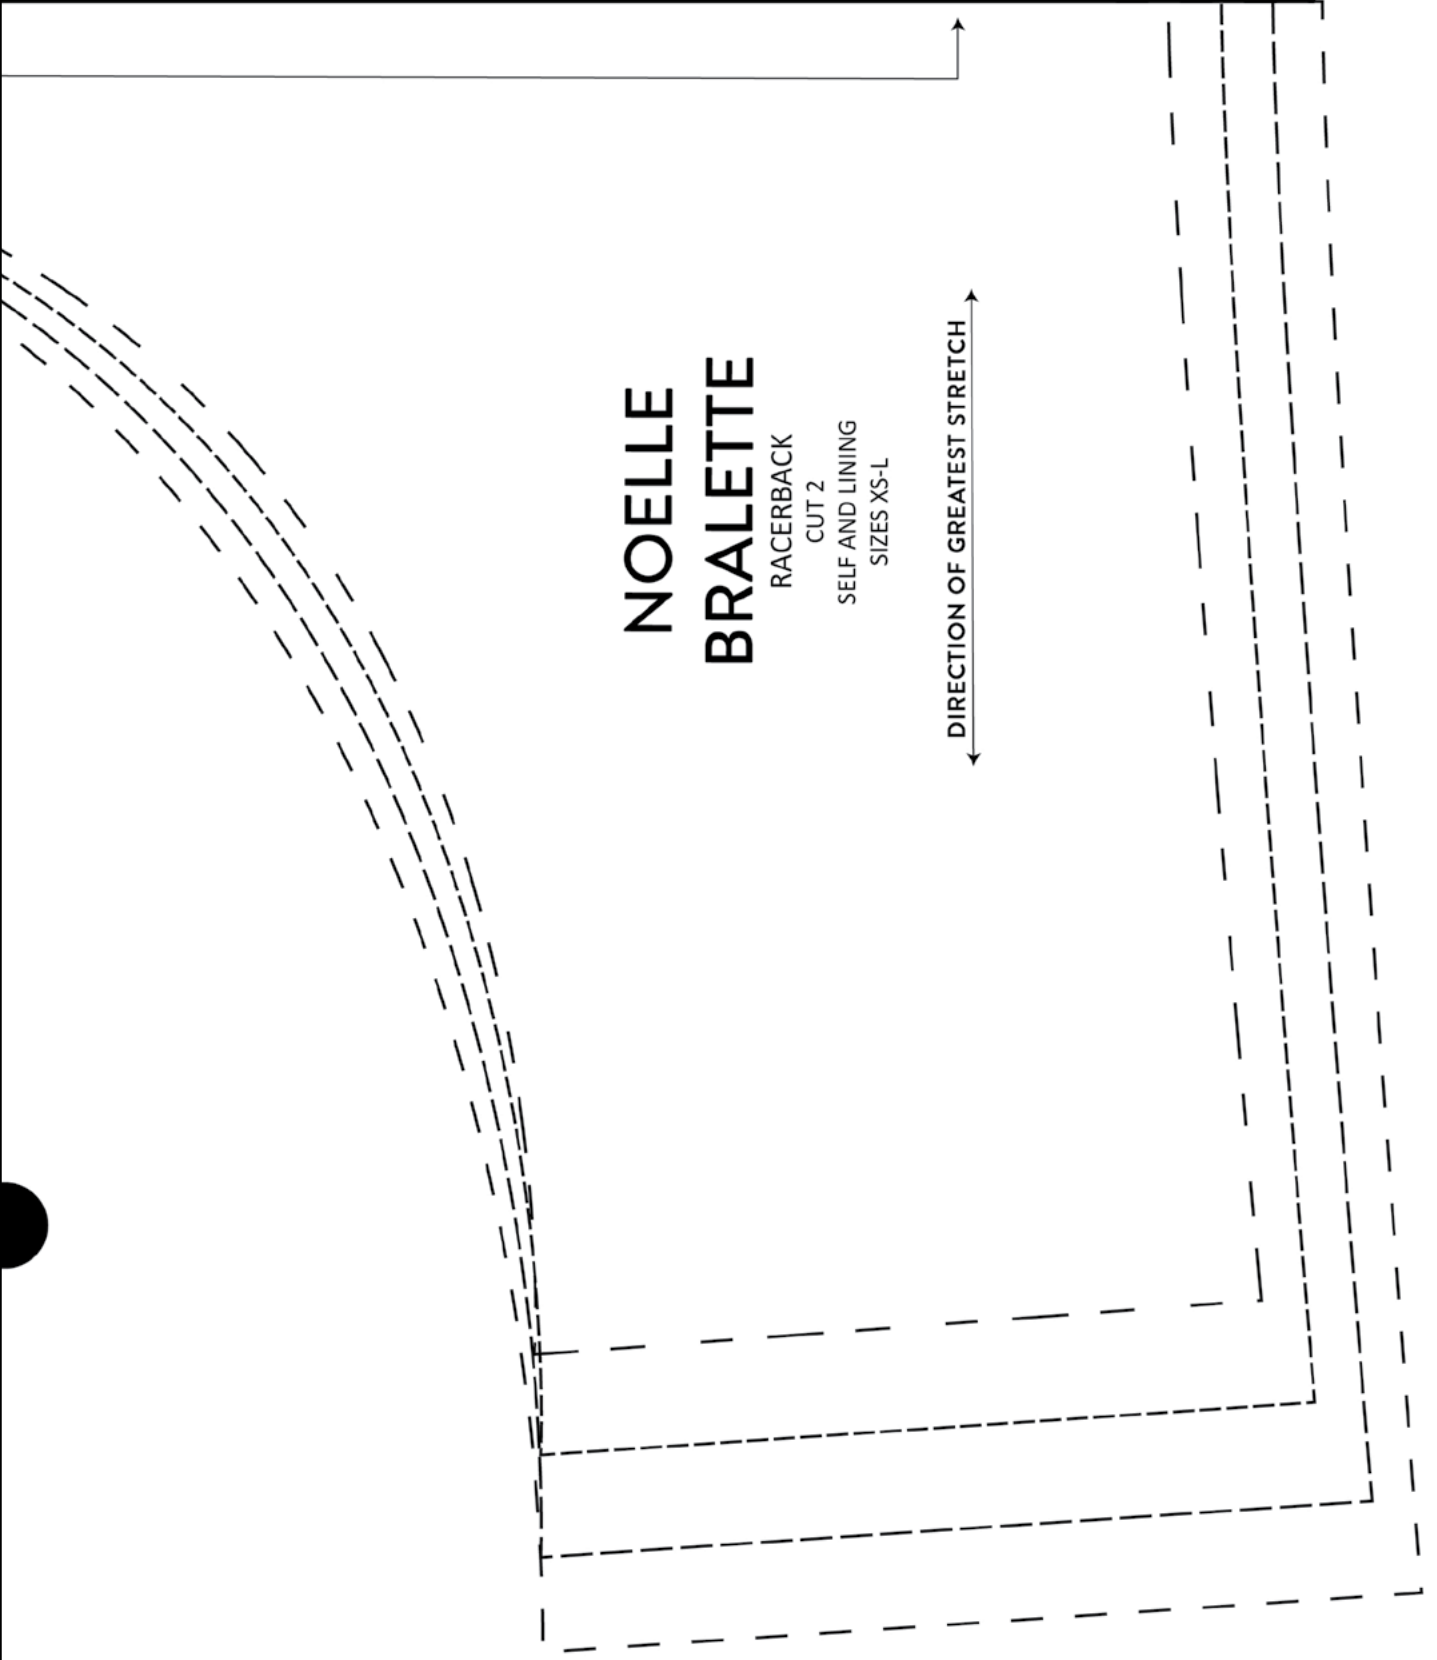 NOELLE
BRALETTE
RACERBACK
CUT 2
SELF AND LINING
SIZES XS-L
DIRECTION OF GREATEST STRETCH